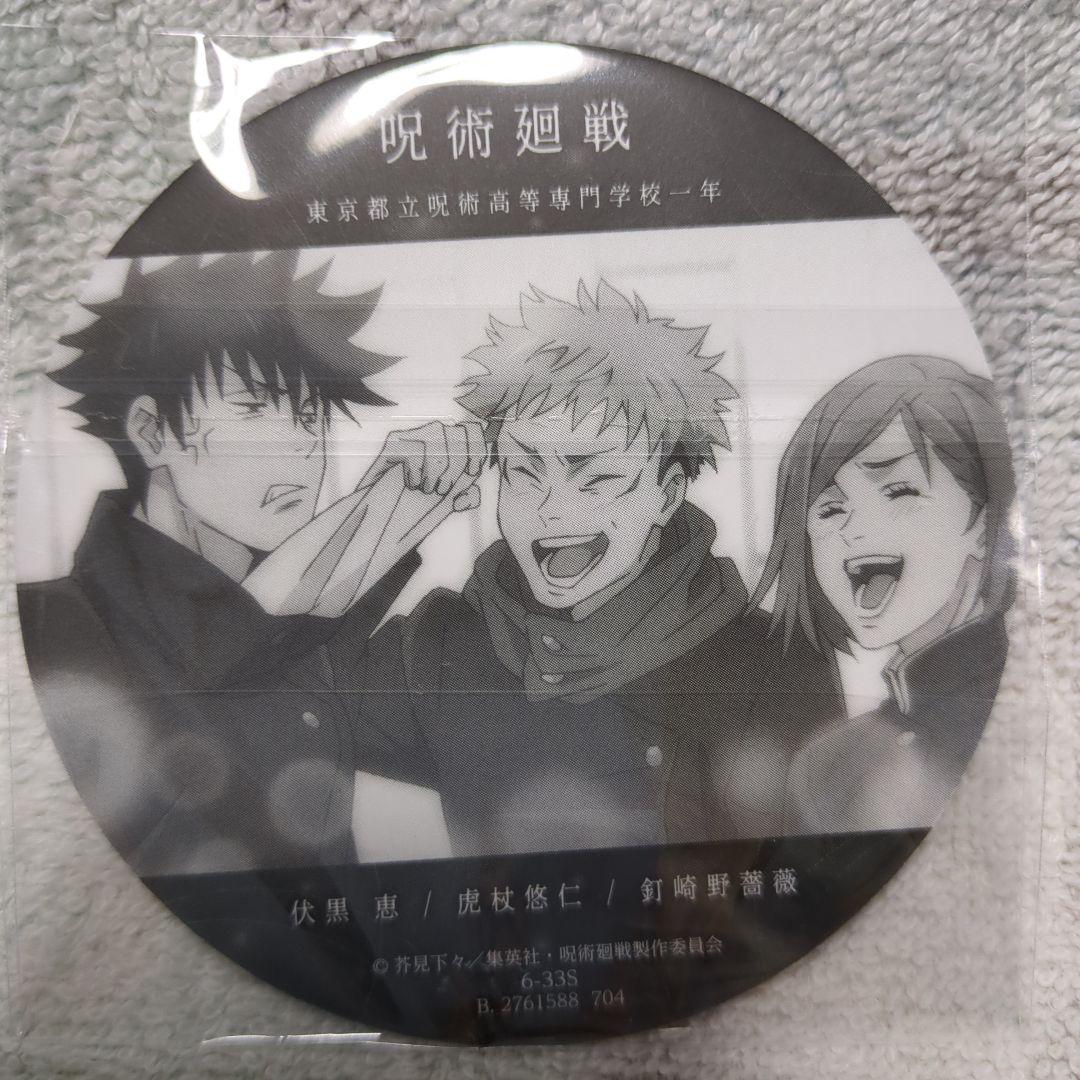 呪術廻戦
東京都立呪術高等専門学校一年
伏黒 恵 / 虎杖悠仁 / 釘崎野薔薇
© 芥見下々／集英社・呪術廻戦製作委員会
6-33S
B. 2761588 704